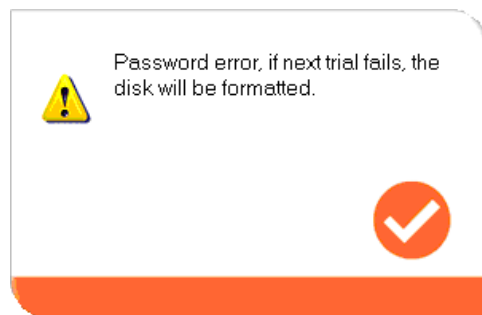 Password error, if next trial fails, the
disk will be formatted.